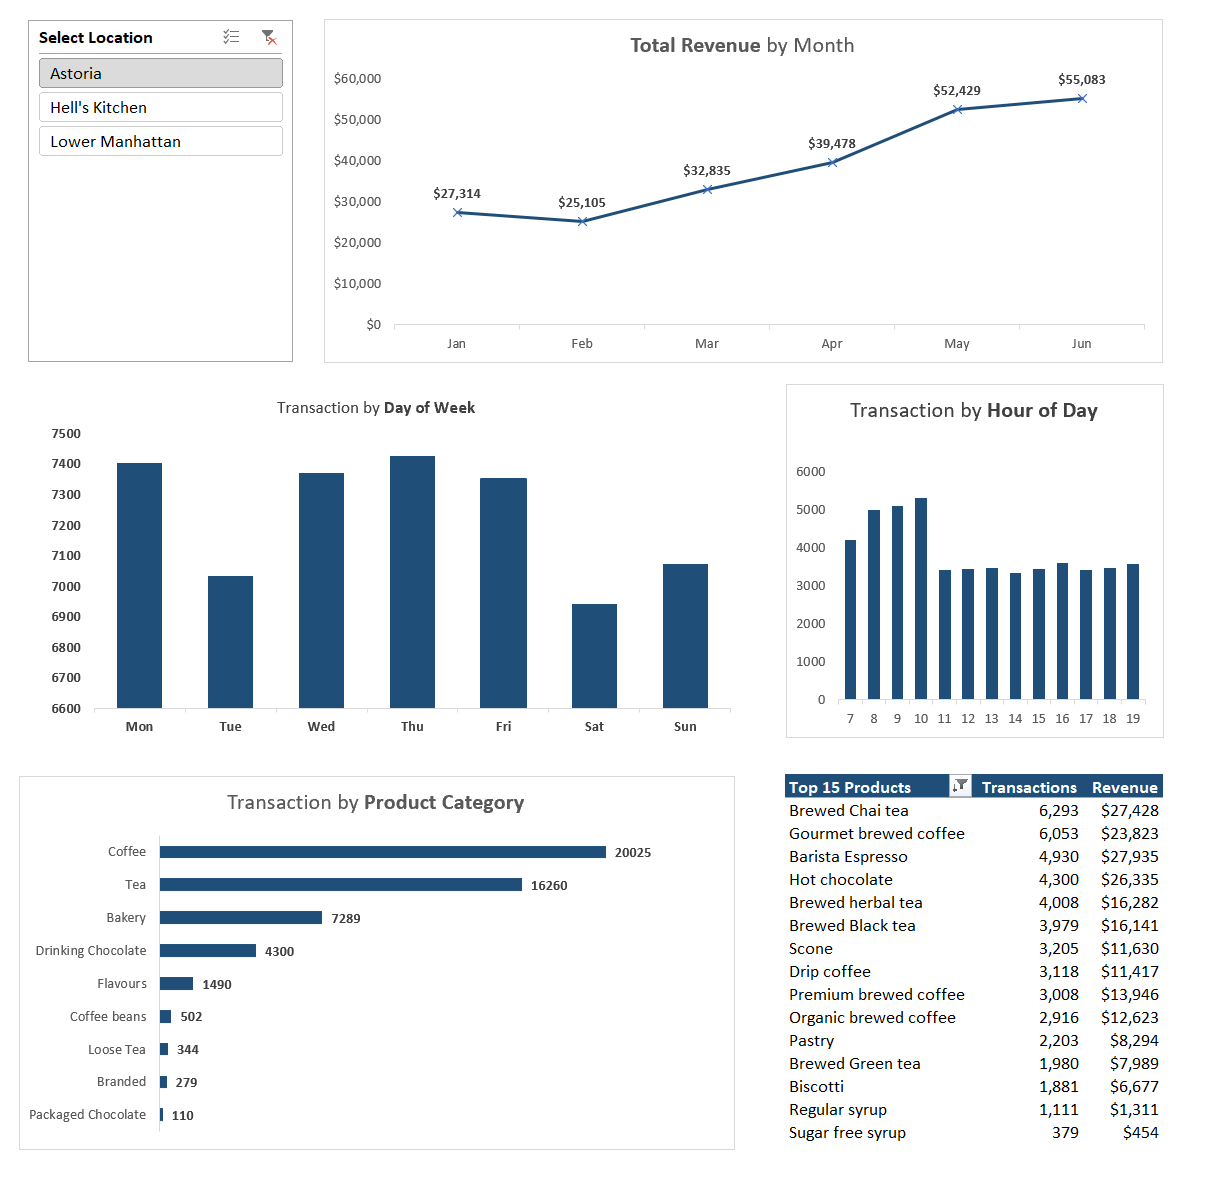 Select Location
Astoria
Hell's Kitchen
Lower Manhattan
Total Revenue by Month
$60,000
$50,000
$40,000
$30,000
$20,000
$10,000
$0
$27,314
$25,105
$32,835
$39,478
$52,429
$55,083
Jan Feb Mar Apr May Jun
Transaction by Day of Week
7500
7400
7300
7200
7100
7000
6900
6800
6700
6600
Mon Tue Wed Thu Fri Sat Sun
Transaction by Hour of Day
6000
5000
4000
3000
2000
1000
0
7 8 9 10 11 12 13 14 15 16 17 18 19
Transaction by Product Category
Coffee 20025
Tea 16260
Bakery 7289
Drinking Chocolate 4300
Flavours 1490
Coffee beans 502
Loose Tea 344
Branded 279
Packaged Chocolate 110
Top 15 Products Transactions Revenue
Brewed Chai tea 6,293 $27,428
Gourmet brewed coffee 6,053 $23,823
Barista Espresso 4,930 $27,935
Hot chocolate 4,300 $26,335
Brewed herbal tea 4,008 $16,282
Brewed Black tea 3,979 $16,141
Scone 3,205 $11,630
Drip coffee 3,118 $11,417
Premium brewed coffee 3,008 $13,946
Organic brewed coffee 2,916 $12,623
Pastry 2,203 $8,294
Brewed Green tea 1,980 $7,989
Biscotti 1,881 $6,677
Regular syrup 1,111 $1,311
Sugar free syrup 379 $454